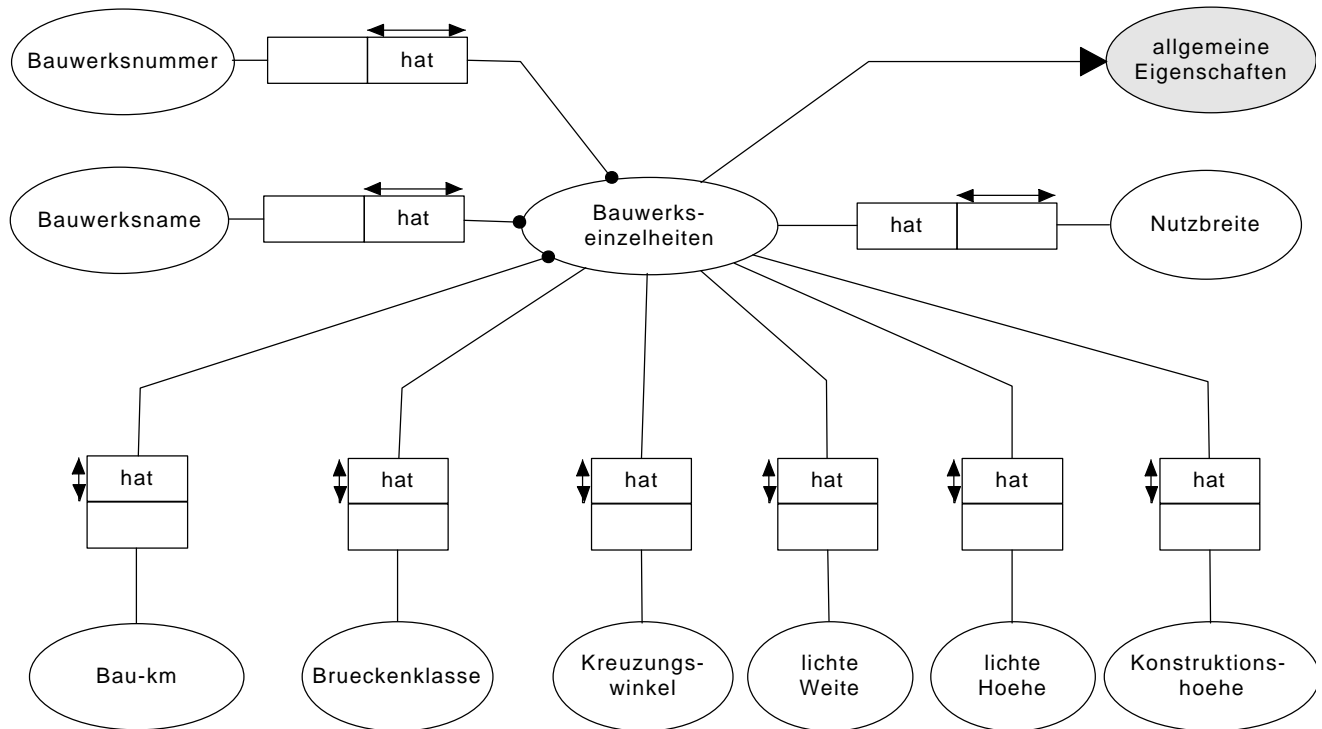 Bauwerksnummer
hat
allgemeine
Eigenschaften
Bauwerksname
hat
Bauwerks-
einzelheiten
hat
Nutzbreite
hat
hat
hat
hat
hat
hat
Bau-km
Brueckenklasse
Kreuzungs-
winkel
lichte
Weite
lichte
Hoehe
Konstruktions-
hoehe